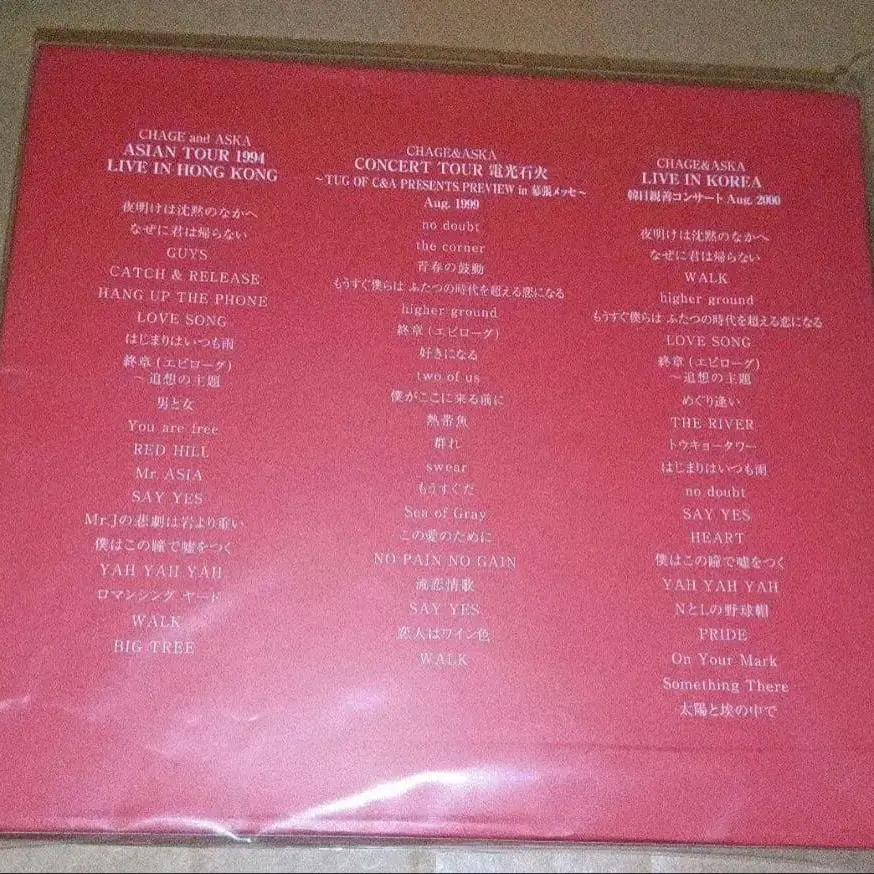 CHAGE and ASKA
ASIAN TOUR 1994
LIVE IN HONG KONG
夜明けは沈黙のなかへ
なぜに君は帰らない
GUYS
CATCH & RELEASE
HANG UP THE PHONE
LOVE SONG
はじまりはいつも雨
終章 (エピローグ)
〜追想の主題
男と女
You are free
RED HILL
Mr. ASIA
SAY YES
Mr.Jの悲劇は岩より重い
僕はこの瞳で嘘をつく
YAH YAH YAH
ロマンシング ヤード
WALK
BIG TREE
CHAGE&ASKA
CONCERT TOUR 電光石火
〜TUG OF C&A PRESENTS PREVIEW in 幕張メッセ〜
Aug. 1999
no doubt
the corner
青春の鼓動
もうすぐ僕らは ふたつの時代を超える恋になる
higher ground
終章 (エピローグ)
好きになる
two of us
僕がここに来る前に
熱帯魚
群れ
swear
もうすぐだ
Sea of Gray
この愛のために
NO PAIN NO GAIN
流恋情歌
SAY YES
恋人はワイン色
WALK
CHAGE&ASKA
LIVE IN KOREA
韓日親善コンサート Aug. 2000
夜明けは沈黙のなかへ
なぜに君は帰らない
WALK
higher ground
もうすぐ僕らは ふたつの時代を超える恋になる
LOVE SONG
終章 (エピローグ)
〜追想の主題
めぐり逢い
THE RIVER
トウキョータワー
はじまりはいつも雨
no doubt
SAY YES
HEART
僕はこの瞳で嘘をつく
YAH YAH YAH
NとLの野球帽
PRIDE
On Your Mark
Something There
太陽と埃の中で